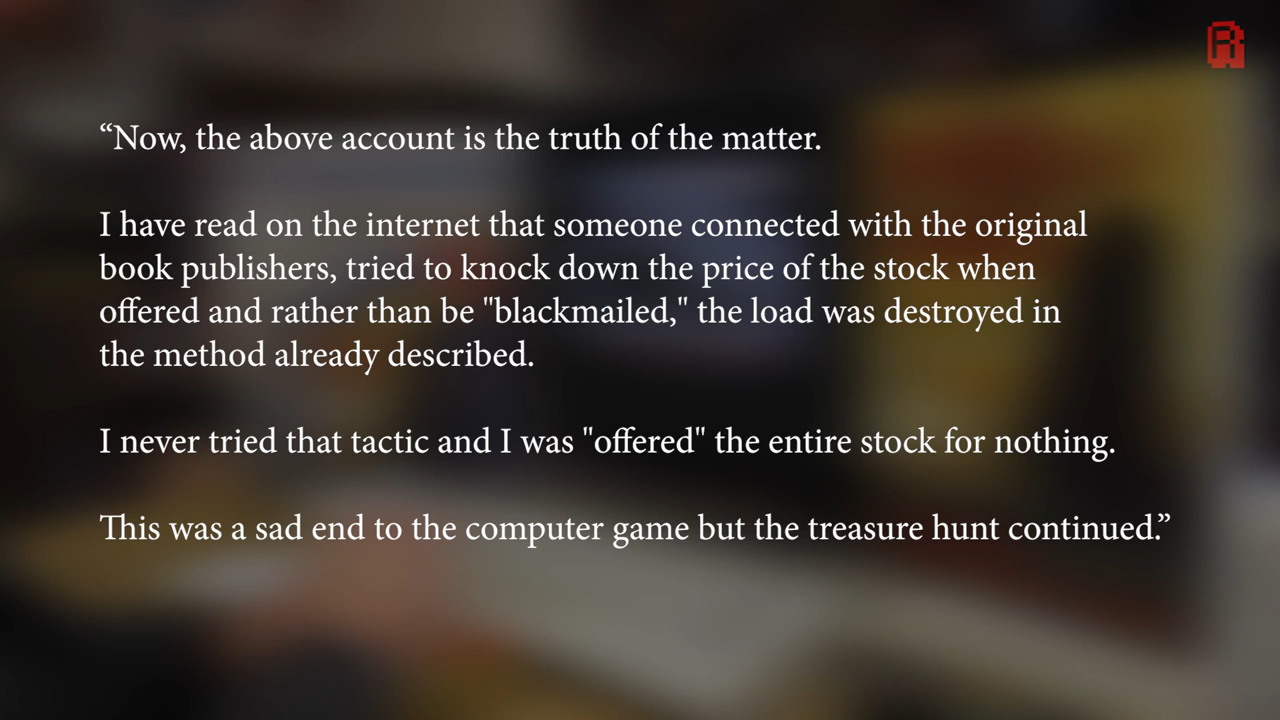 “Now, the above account is the truth of the matter.
I have read on the internet that someone connected with the original
book publishers, tried to knock down the price of the stock when
offered and rather than be "blackmailed," the load was destroyed in
the method already described.
I never tried that tactic and I was "offered" the entire stock for nothing.
This was a sad end to the computer game but the treasure hunt continued.”